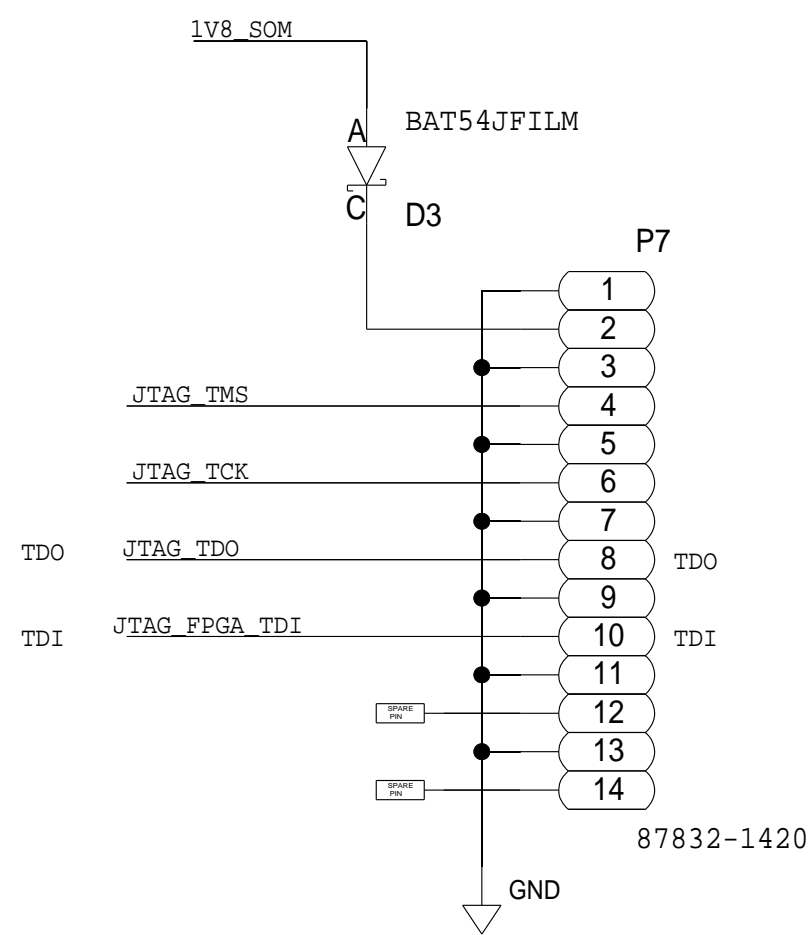 1V8_SOM
A
BAT54JFILM
C
D3
P7
1
2
3
JTAG_TMS
4
5
JTAG_TCK
6
7
TDO
JTAG_TDO
8
TDO
9
TDI
JTAG_FPGA_TDI
10
TDI
11
SPARE
PIN
12
13
SPARE
PIN
14
87832-1420
GND